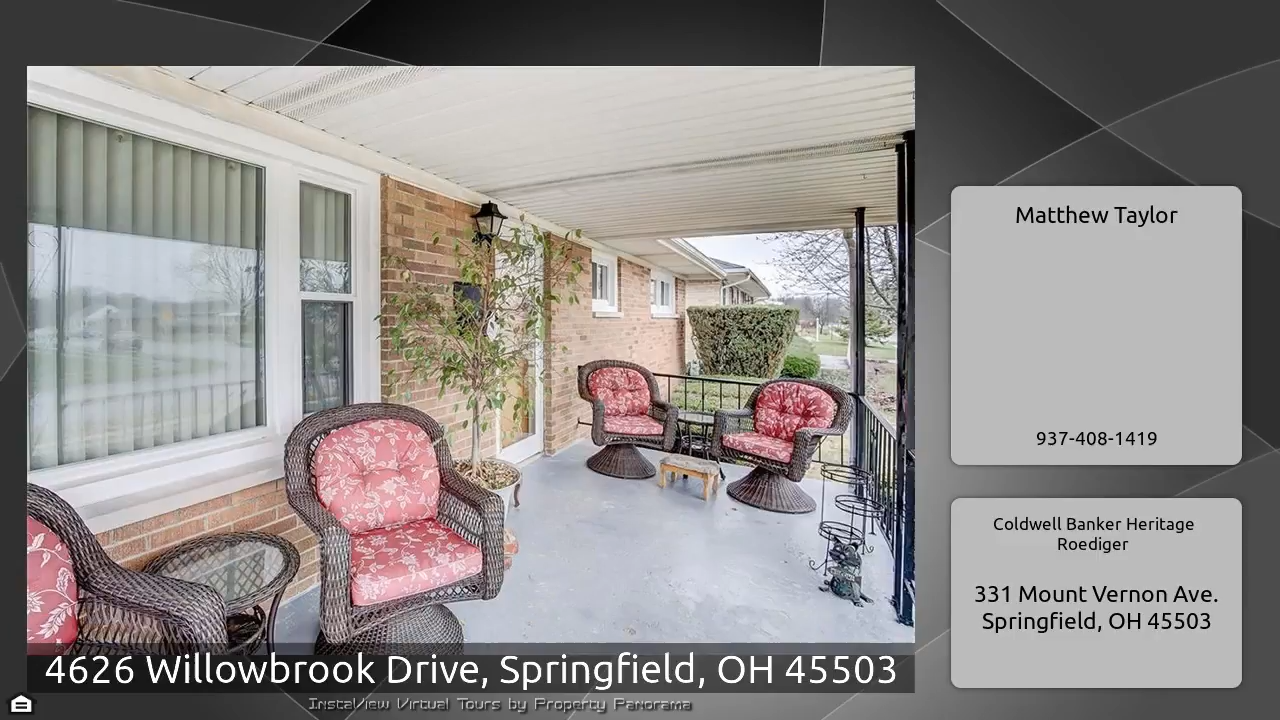 4626 Willowbrook Drive, Springfield, OH 45503
InstaView Virtual Tours by Property Panorama
Matthew Taylor
937-408-1419
Coldwell Banker Heritage
Roediger
331 Mount Vernon Ave.
Springfield, OH 45503